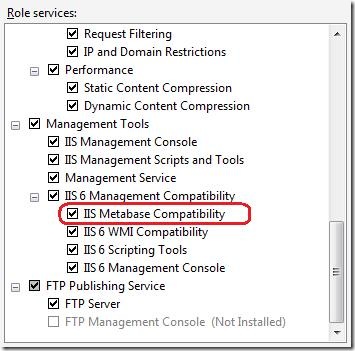 Role services:
Request Filtering
IP and Domain Restrictions
Performance
Static Content Compression
Dynamic Content Compression
Management Tools
IIS Management Console
IIS Management Scripts and Tools
Management Service
IIS 6 Management Compatibility
IIS Metabase Compatibility
IIS 6 WMI Compatibility
IIS 6 Scripting Tools
IIS 6 Management Console
FTP Publishing Service
FTP Server
FTP Management Console (Not Installed)